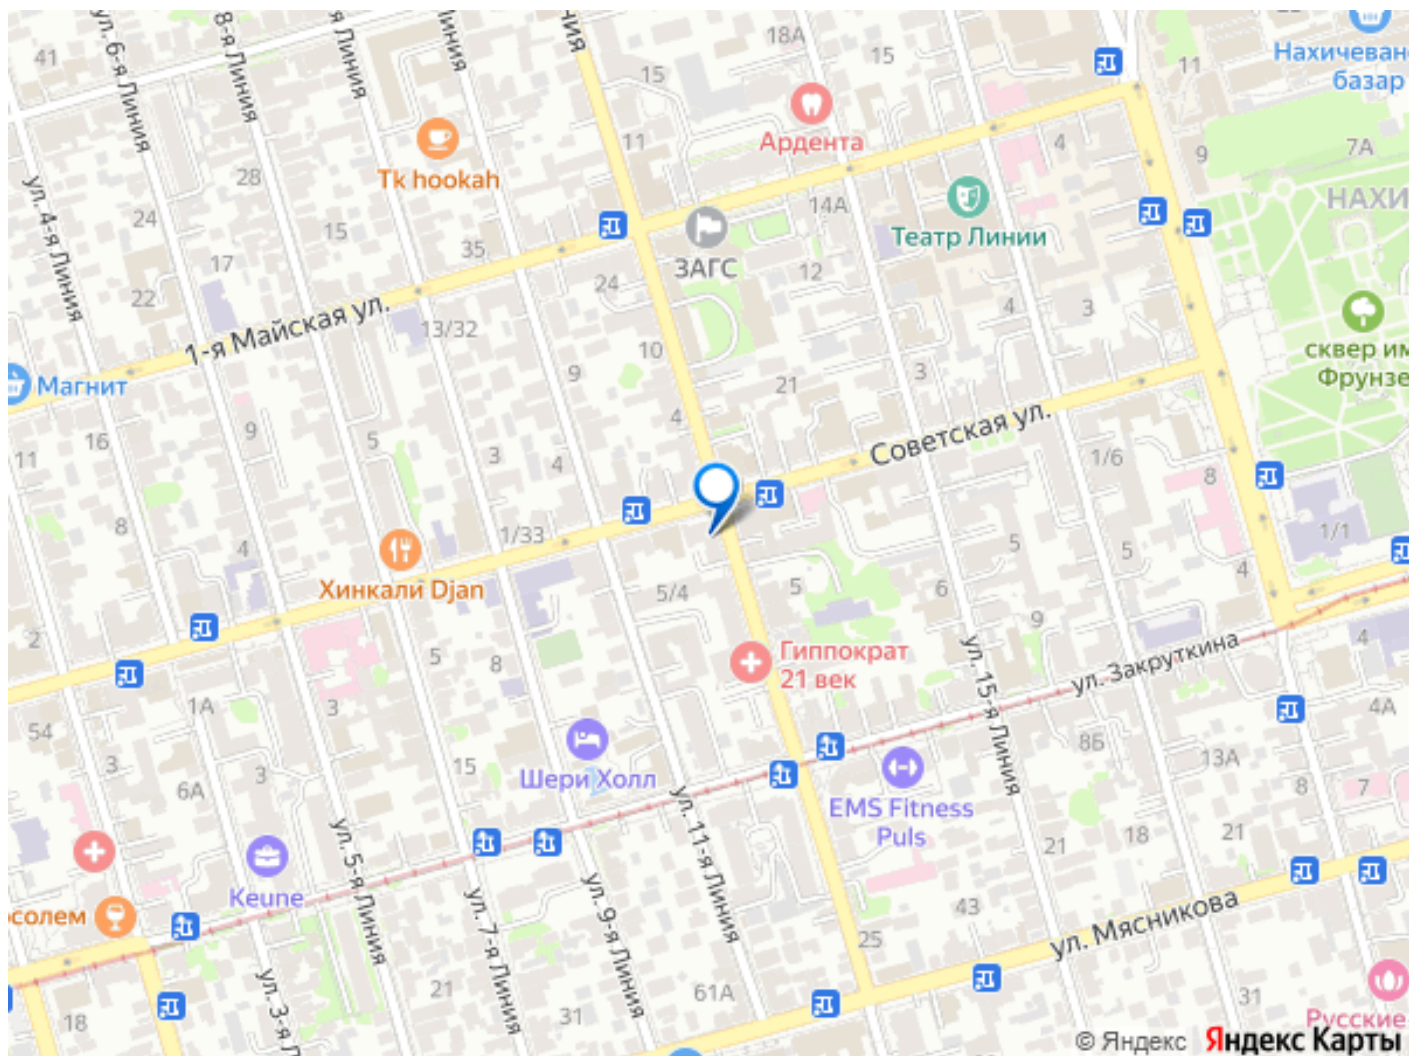 41
ул. 6-я Линия
8-я Линия
я Линия
Линия
ния
18А
15
15
11
Нахичеван
базар
Ардента
11
Tk hookah
28
4
9
7А
ул. 4-я Линия
24
15
35
ЗАГС
14А
Театр Линии
НАХИ
17
22
24
12
1-я Майская ул.
13/32
10
4
3
сквер им
Фрунзе
Магнит
9
21
3
16
9
5
4
Советская ул.
11
3
4
1/6
8
8
4
1/33
5
5
1/1
Хинкали Djan
5/4
5
6
4
2
5
8
9
4
Гиппократ
21 век
ул. 15-я Линия
ул. Закруткина
1А
3
54
4А
3
6А
3
15
Шери Холл
8Б
13А
8
7
ул. 5-я Линия
ул. 11-я Линия
EMS Fitness
Puls
21
18
21
Keune
ул. 7-я Линия
ул. 9-я Линия
солем
43
25
ул. Мясникова
ул. 3-я Л
21
31
61А
31
18
Русские
© Яндекс Яндекс Карты